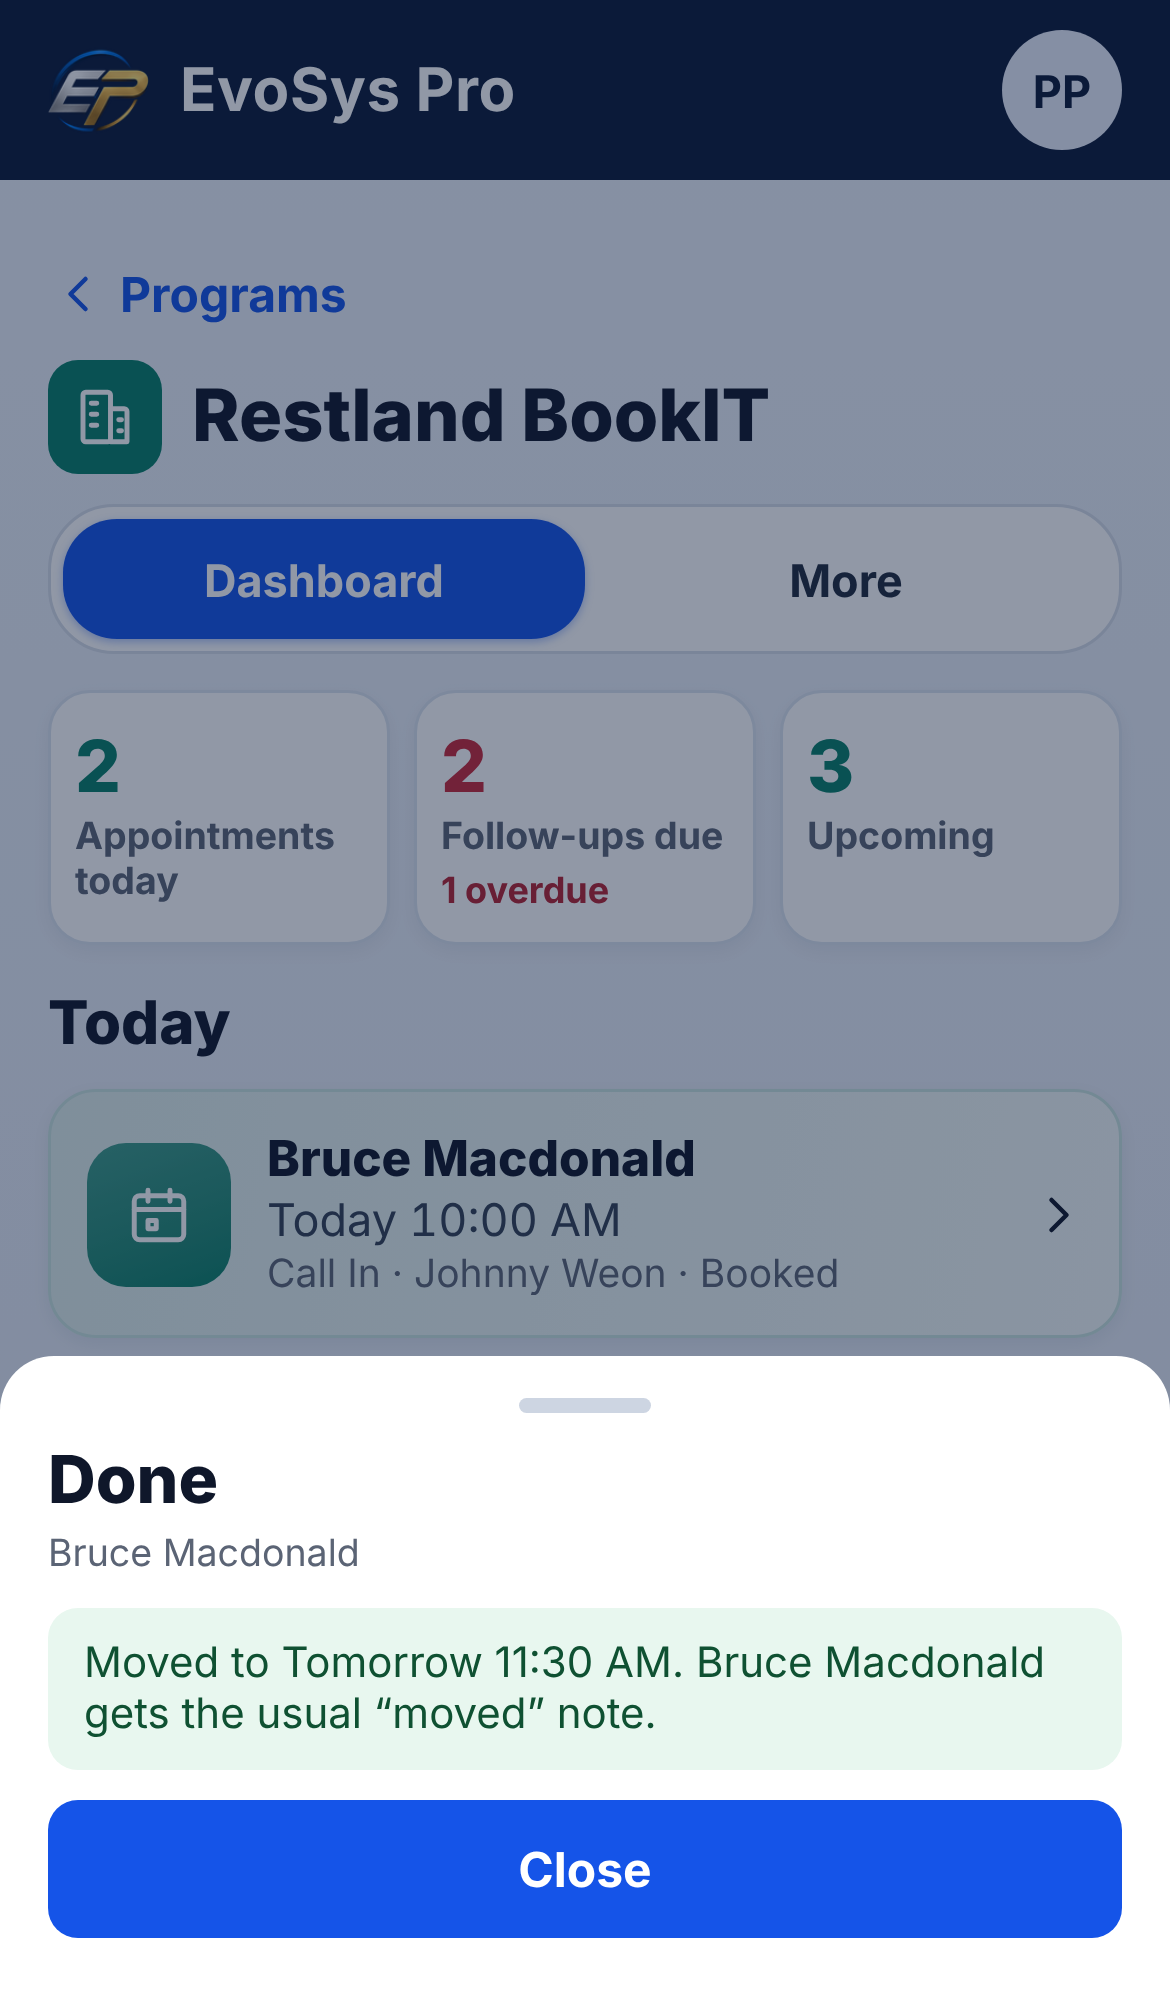 EP EvoSys Pro
PP
Programs
Restland BookIT
Dashboard
More
2
Appointments
today
2
Follow-ups due
1 overdue
3
Upcoming
Today
Bruce Macdonald
Today 10:00 AM
Call In · Johnny Weon · Booked
Done
Bruce Macdonald
Moved to Tomorrow 11:30 AM. Bruce Macdonald
gets the usual “moved” note.
Close